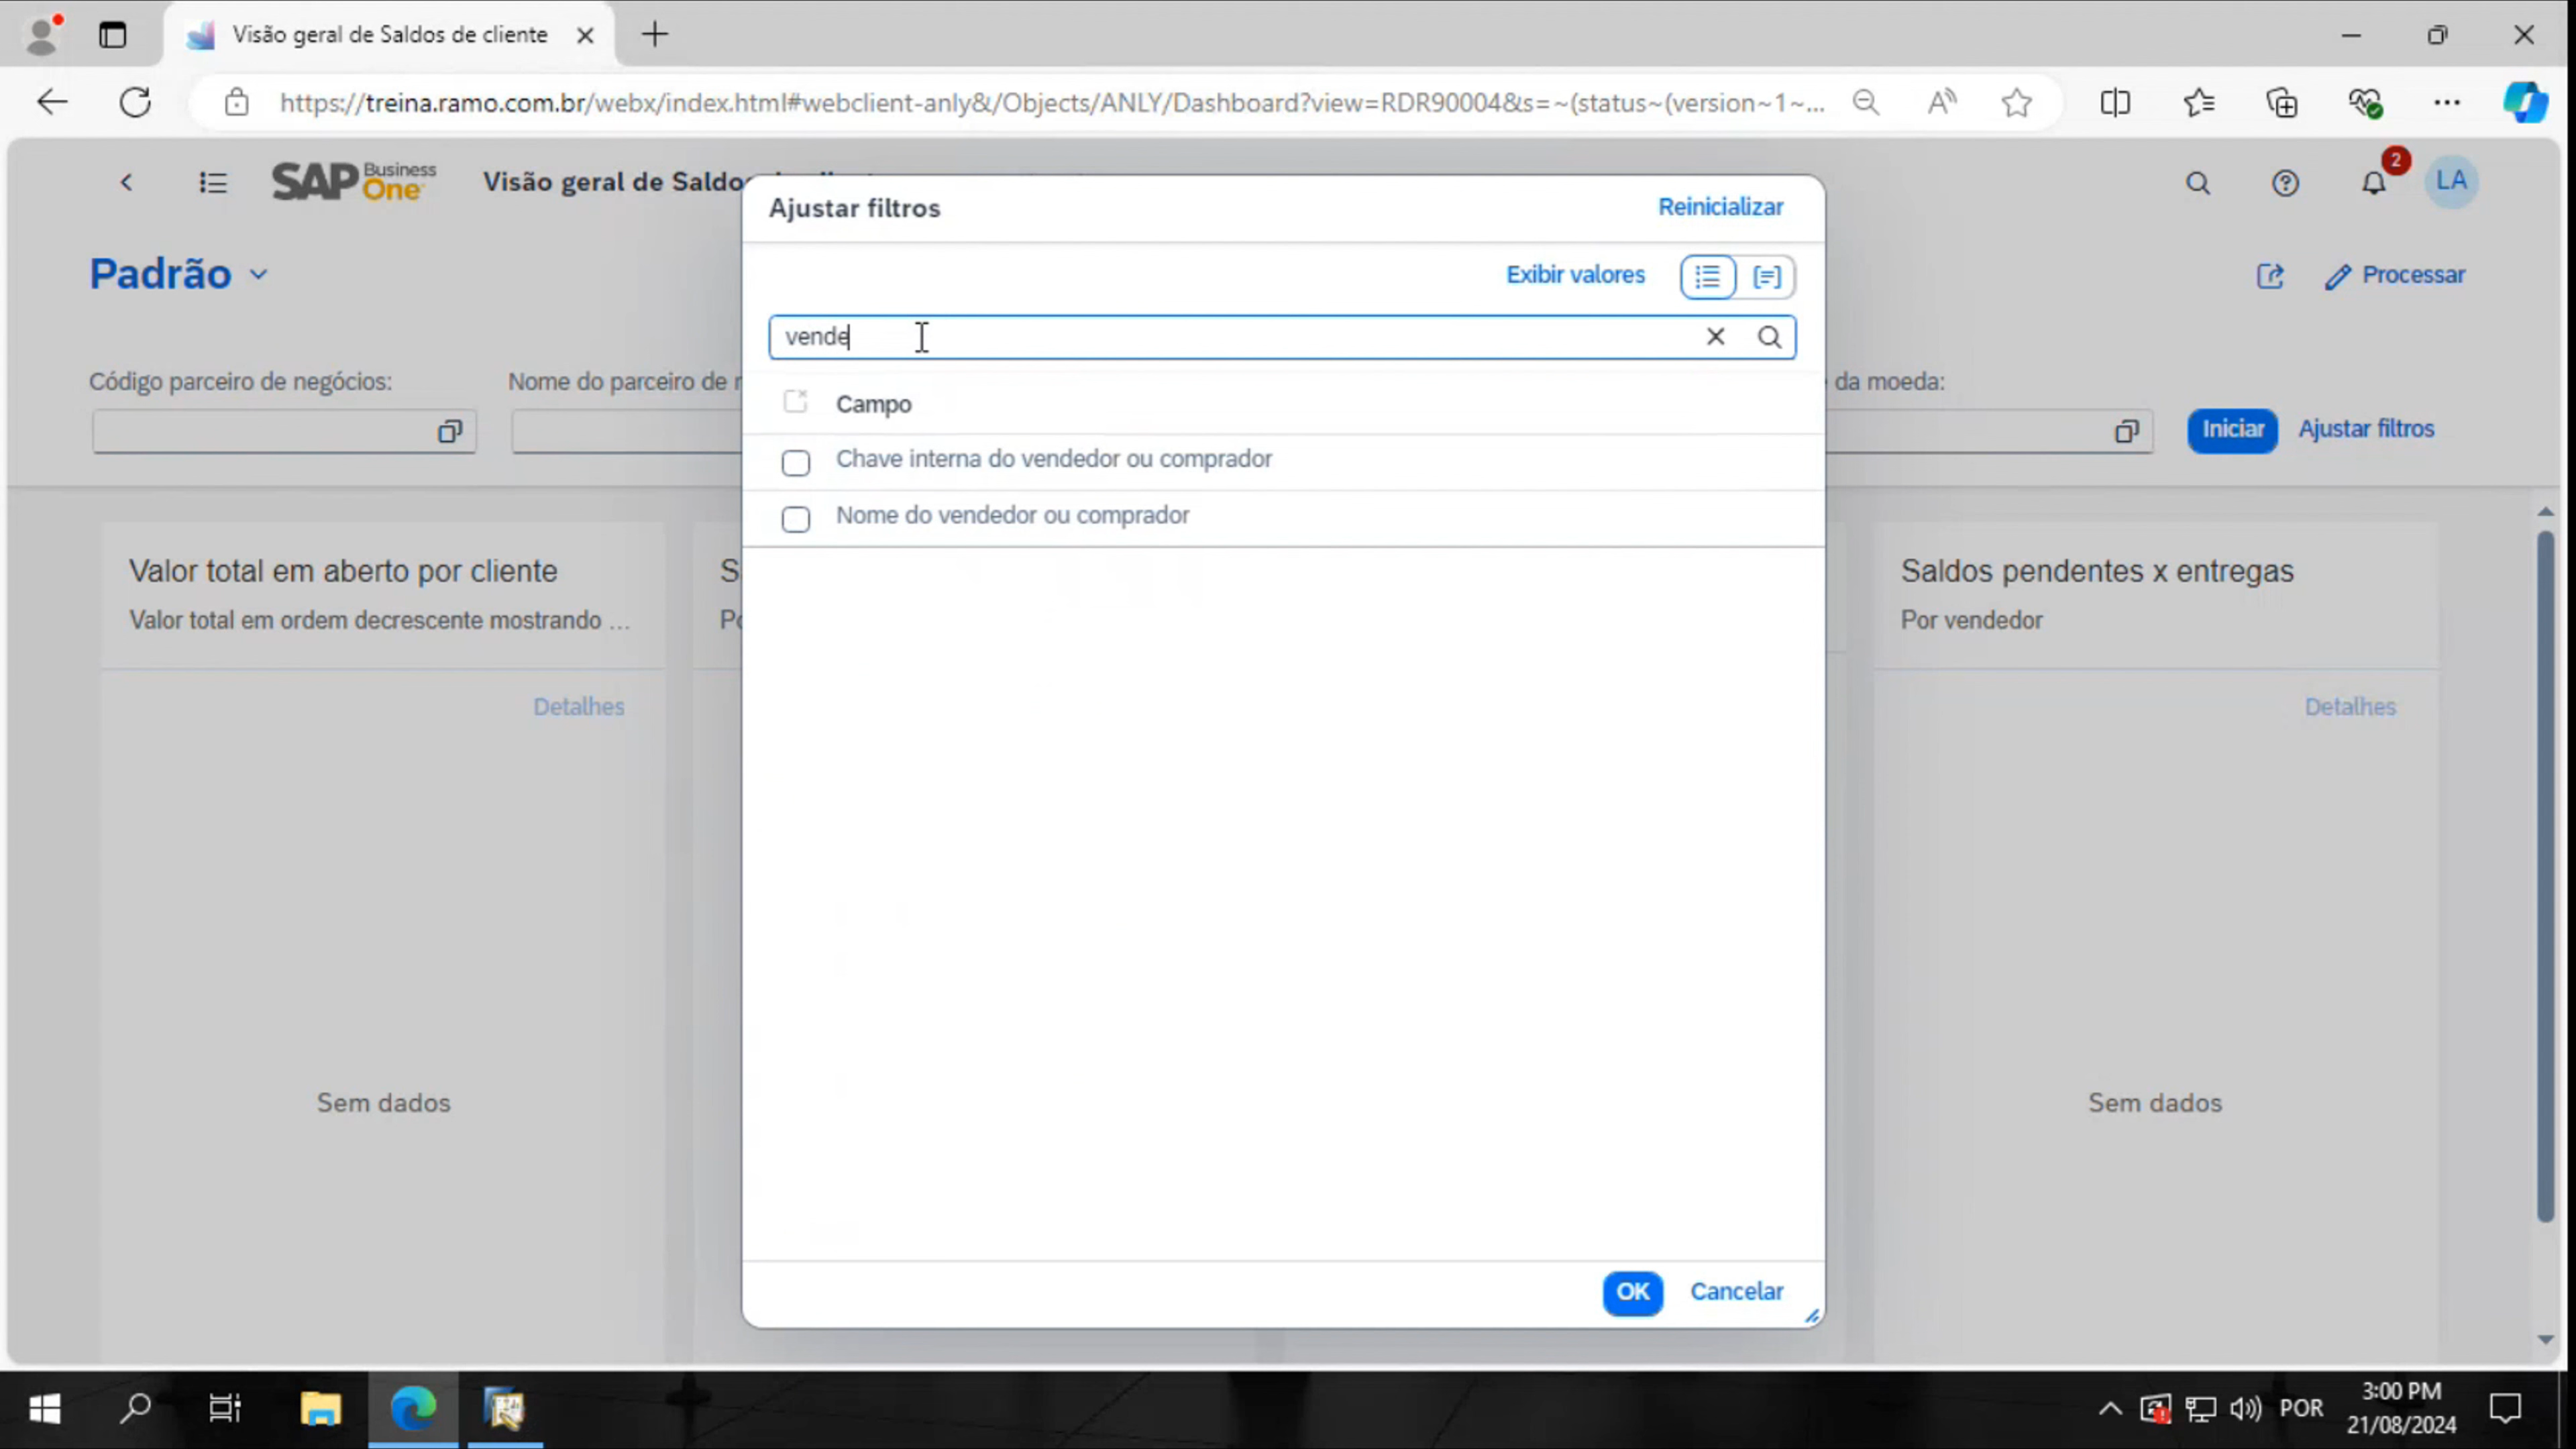 Visão geral de Saldos de cliente
https://treina.ramo.com.br/webx/index.html#webclient-anly&/Objects/ANLY/Dashboard?view=RDR90004&s=~(status~(version~1~...
SAP Business One
Visão geral de Saldo
2
LA
Ajustar filtros
Reinicializar
Padrão
Exibir valores
Processar
vende
Código parceiro de negócios:
Nome do parceiro de
da moeda:
Campo
Iniciar
Ajustar filtros
Chave interna do vendedor ou comprador
Nome do vendedor ou comprador
Valor total em aberto por cliente
Valor total em ordem decrescente mostrando ...
S
Saldos pendentes x entregas
Por vendedor
Detalhes
Detalhes
Sem dados
Sem dados
OK
Cancelar
POR
3:00 PM
21/08/2024